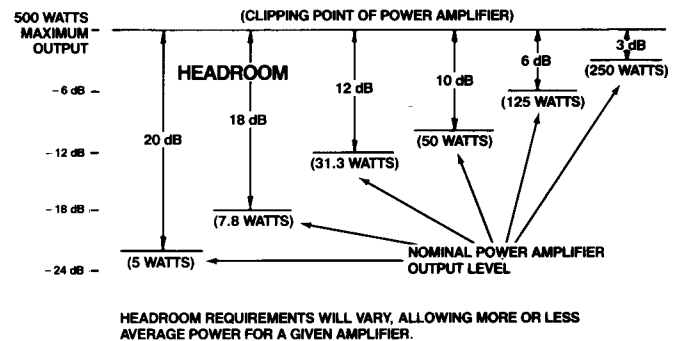 500 WATTS
MAXIMUM
OUTPUT
(CLIPPING POINT OF POWER AMPLIFIER)
HEADROOM
3 dB
(250 WATTS)
6 dB
(125 WATTS)
10 dB
(50 WATTS)
12 dB
(31.3 WATTS)
18 dB
(7.8 WATTS)
20 dB
(5 WATTS)
– 6 dB –
– 12 dB –
– 18 dB –
– 24 dB –
NOMINAL POWER AMPLIFIER
OUTPUT LEVEL
HEADROOM REQUIREMENTS WILL VARY, ALLOWING MORE OR LESS
AVERAGE POWER FOR A GIVEN AMPLIFIER.